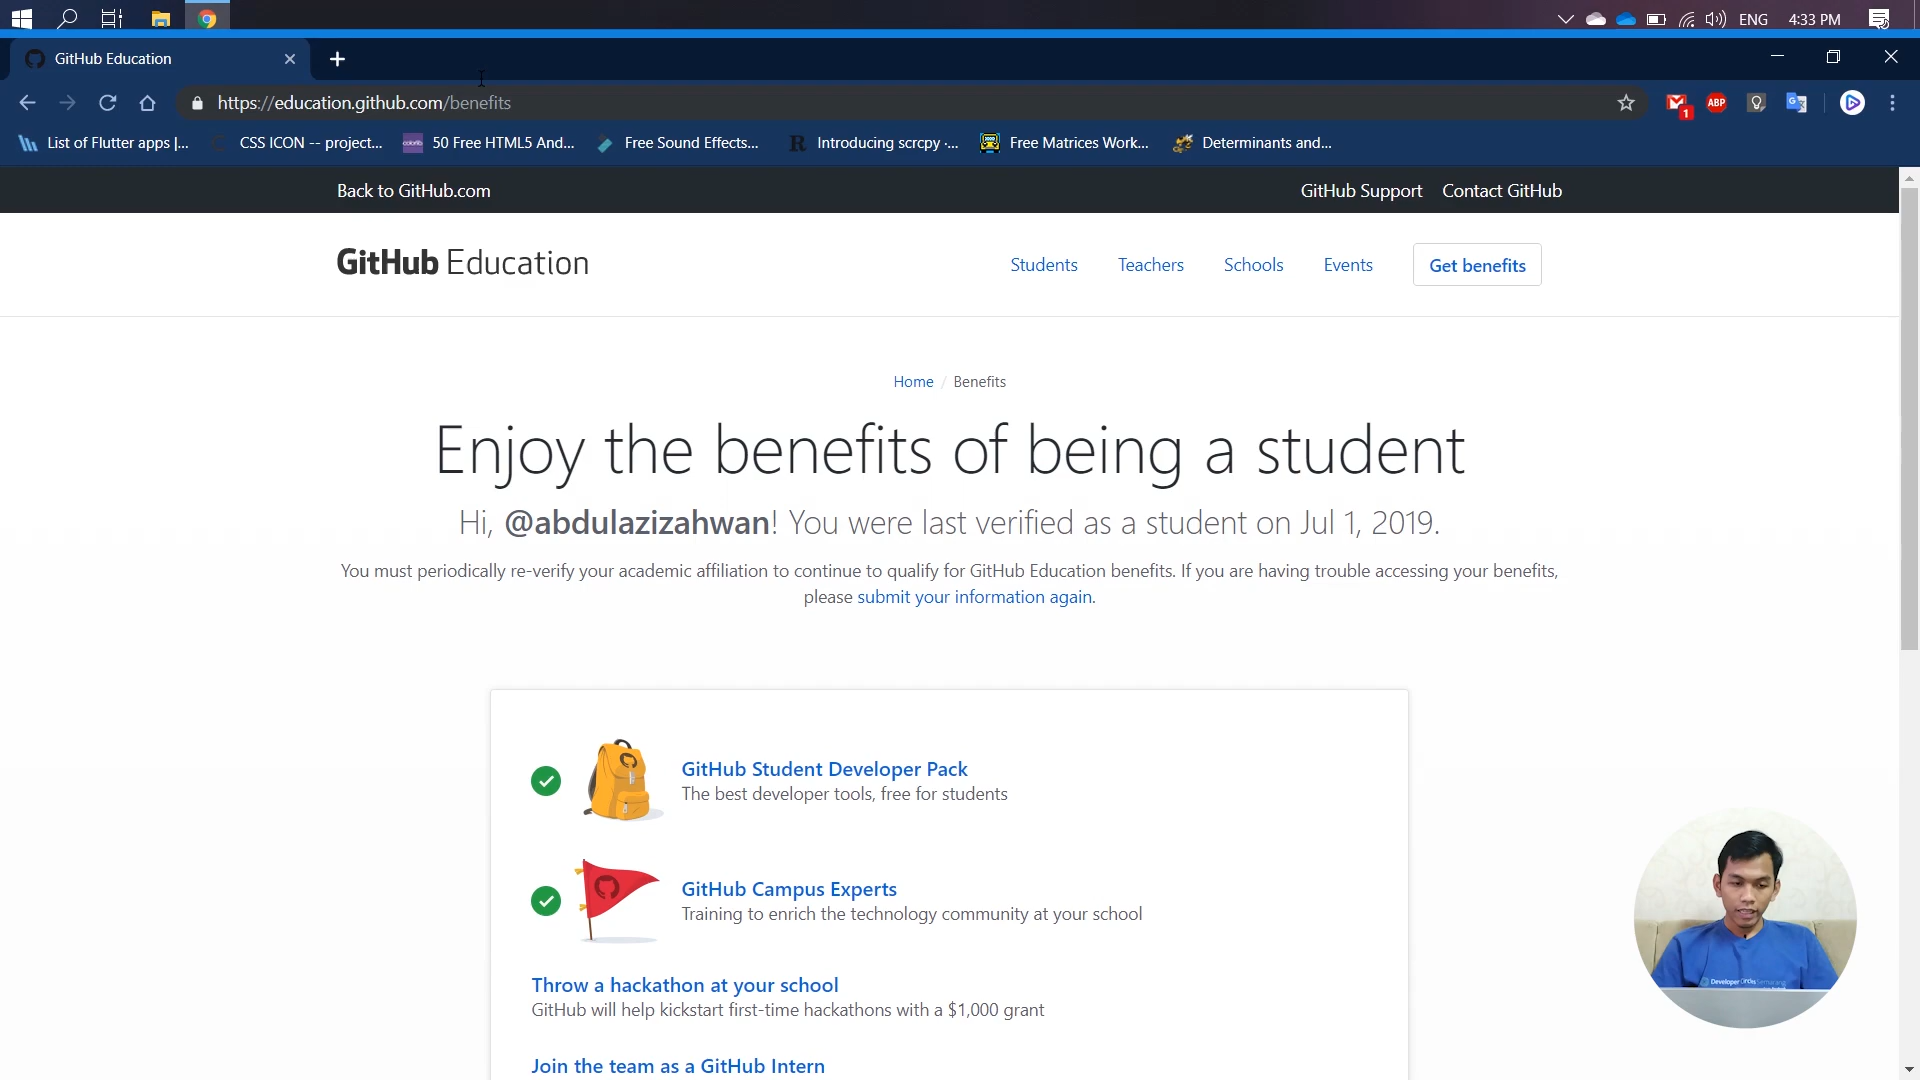 ENG
4:33 PM
GitHub Education
https://education.github.com/benefits
1
ABP
List of Flutter apps |...
CSS ICON -- project...
colorlib
50 Free HTML5 And...
Free Sound Effects...
R
Introducing scrcpy ·...
Free Matrices Work...
Determinants and...
Back to GitHub.com
GitHub Support
Contact GitHub
GitHub Education
Students
Teachers
Schools
Events
Get benefits
Home / Benefits
Enjoy the benefits of being a student
Hi, @abdulazizahwan! You were last verified as a student on Jul 1, 2019.
You must periodically re-verify your academic affiliation to continue to qualify for GitHub Education benefits. If you are having trouble accessing your benefits,
please submit your information again.
GitHub Student Developer Pack
The best developer tools, free for students
GitHub Campus Experts
Training to enrich the technology community at your school
Throw a hackathon at your school
GitHub will help kickstart first-time hackathons with a $1,000 grant
Join the team as a GitHub Intern